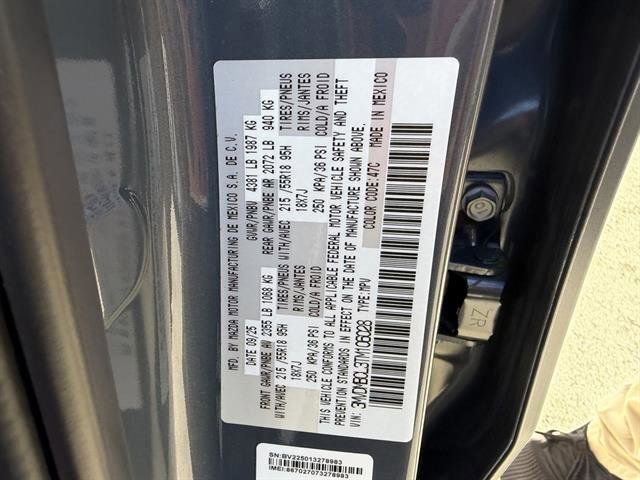 MFD. BY MAZDA MOTOR MANUFACTURING DE MEXICO S.A. DE C.V.
DATE 09/25 GVWR/PNBV 4381 LB 1987 KG
FRONT GAWR/PNBE AV 2355 LB 1068 KG REAR GAWR/PNBE AR 2072 LB 940 KG
WITH/AVEC 215 /55R18 95H TIRES/PNEUS WITH/AVEC 215 /55R18 95H TIRES/PNEUS
18X7J RIMS/JANTES 18X7J RIMS/JANTES
250 KPA/36 PSI COLD/A FROID 250 KPA/36 PSI COLD/A FROID
THIS VEHICLE CONFORMS TO ALL APPLICABLE FEDERAL MOTOR VEHICLE SAFETY AND THEFT
PREVENTION STANDARDS IN EFFECT ON THE DATE OF MANUFACTURE SHOWN ABOVE.
VIN: 3MVDMBCL3TM106028 TYPE:MPV COLOR CODE:47C MADE IN MEXICO
SN:BV225013278983
IMEI:867027073278983
ZR